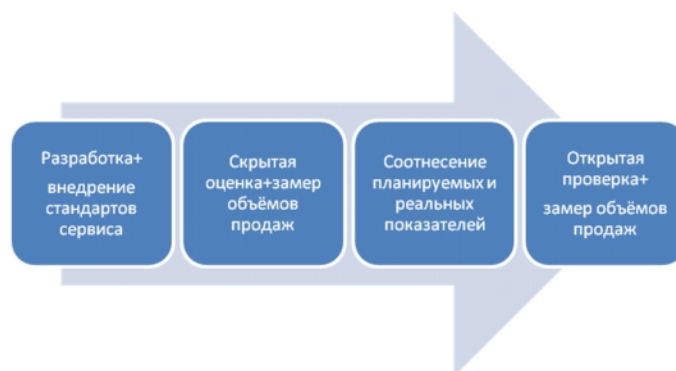 Разработка+
внедрение
стандартов
сервиса
Скрытая
оценка+замер
объёмов
продаж
Соотнесение
планируемых и
реальных
показателей
Открытая
проверка+
замер объёмов
продаж